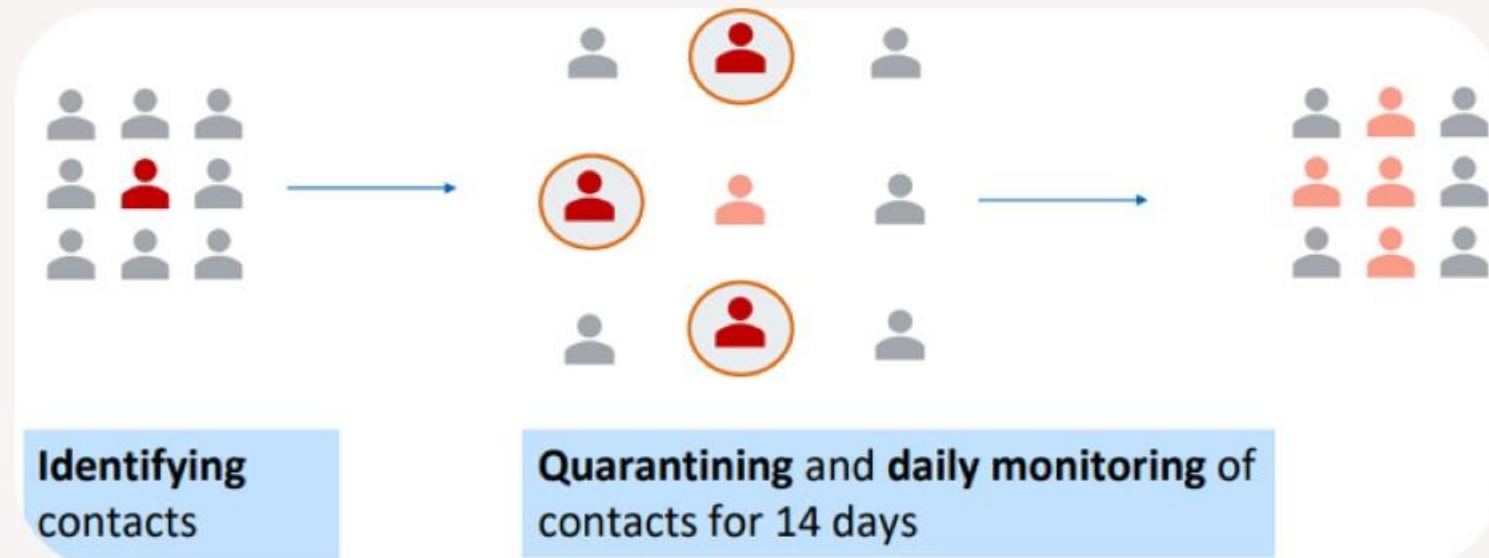 Identifying
contacts
Quarantining and daily monitoring of
contacts for 14 days